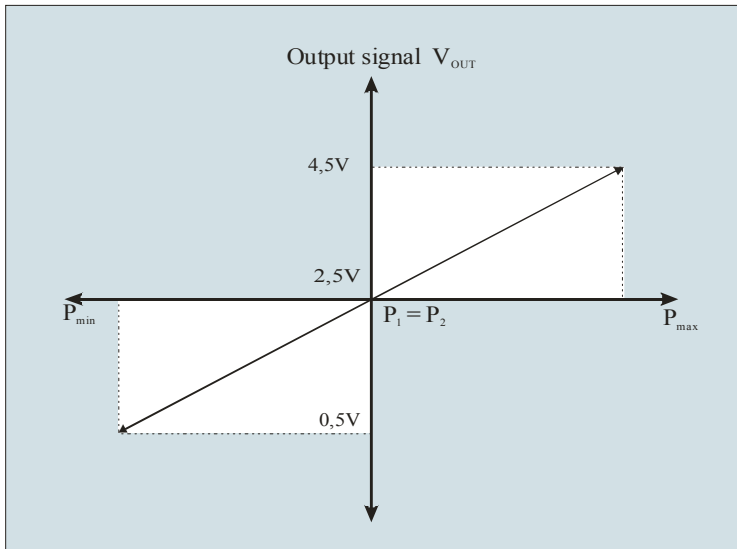 Output signal V_OUT
4,5V
2,5V
P_min
P_1 = P_2
P_max
0,5V